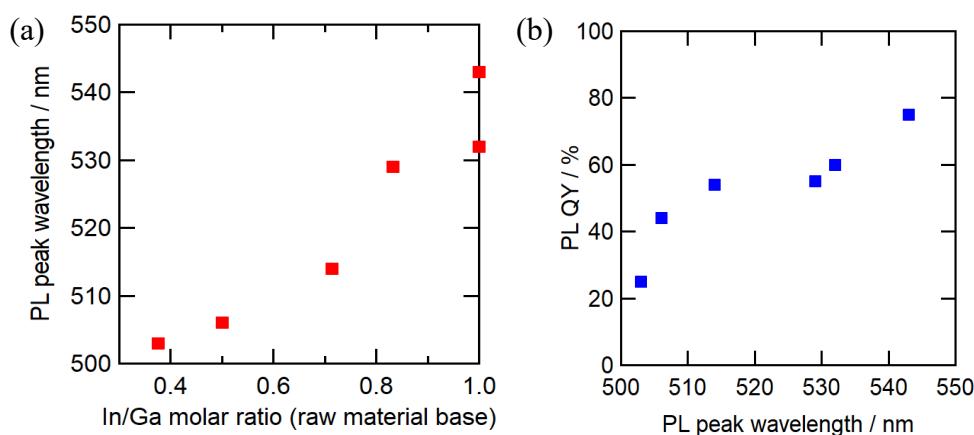 (a)
550
540
530
520
510
500
PL peak wavelength / nm
0.4 0.6 0.8 1.0
In/Ga molar ratio (raw material base)
(b)
100
80
60
40
20
0
PL QY / %
500 510 520 530 540 550
PL peak wavelength / nm